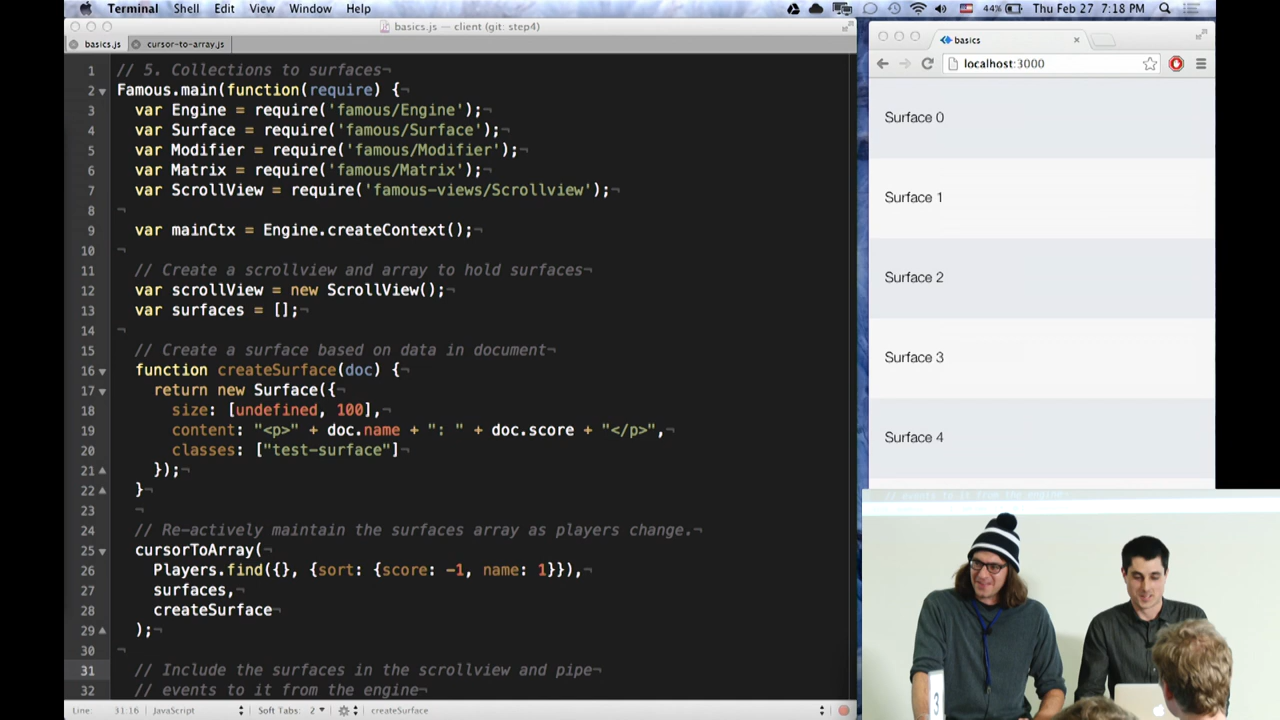 Terminal Shell Edit View Window Help 44% Thu Feb 27 7:18 PM
basics.js — client (git: step4)
basics.js cursor-to-array.js
1 // 5. Collections to surfaces¬
2 Famous.main(function(require) {¬
3 var Engine = require('famous/Engine');¬
4 var Surface = require('famous/Surface');¬
5 var Modifier = require('famous/Modifier');¬
6 var Matrix = require('famous/Matrix');¬
7 var ScrollView = require('famous-views/Scrollview');¬
8 ¬
9 var mainCtx = Engine.createContext();¬
10 ¬
11 // Create a scrollview and array to hold surfaces¬
12 var scrollView = new ScrollView();¬
13 var surfaces = [];¬
14 ¬
15 // Create a surface based on data in document¬
16 function createSurface(doc) {¬
17 return new Surface({¬
18 size: [undefined, 100],¬
19 content: "<p>" + doc.name + ": " + doc.score + "</p>",¬
20 classes: ["test-surface"]¬
21 });¬
22 }¬
23 ¬
24 // Re-actively maintain the surfaces array as players change.¬
25 cursorToArray(¬
26 Players.find({}, {sort: {score: -1, name: 1}}),¬
27 surfaces,¬
28 createSurface¬
29 );¬
30 ¬
31 // Include the surfaces in the scrollview and pipe¬
32 // events to it from the engine¬
Line: 31:16 JavaScript Soft Tabs: 2 createSurface
basics
localhost:3000
Surface 0
Surface 1
Surface 2
Surface 3
Surface 4
// events to it from the engine¬
3